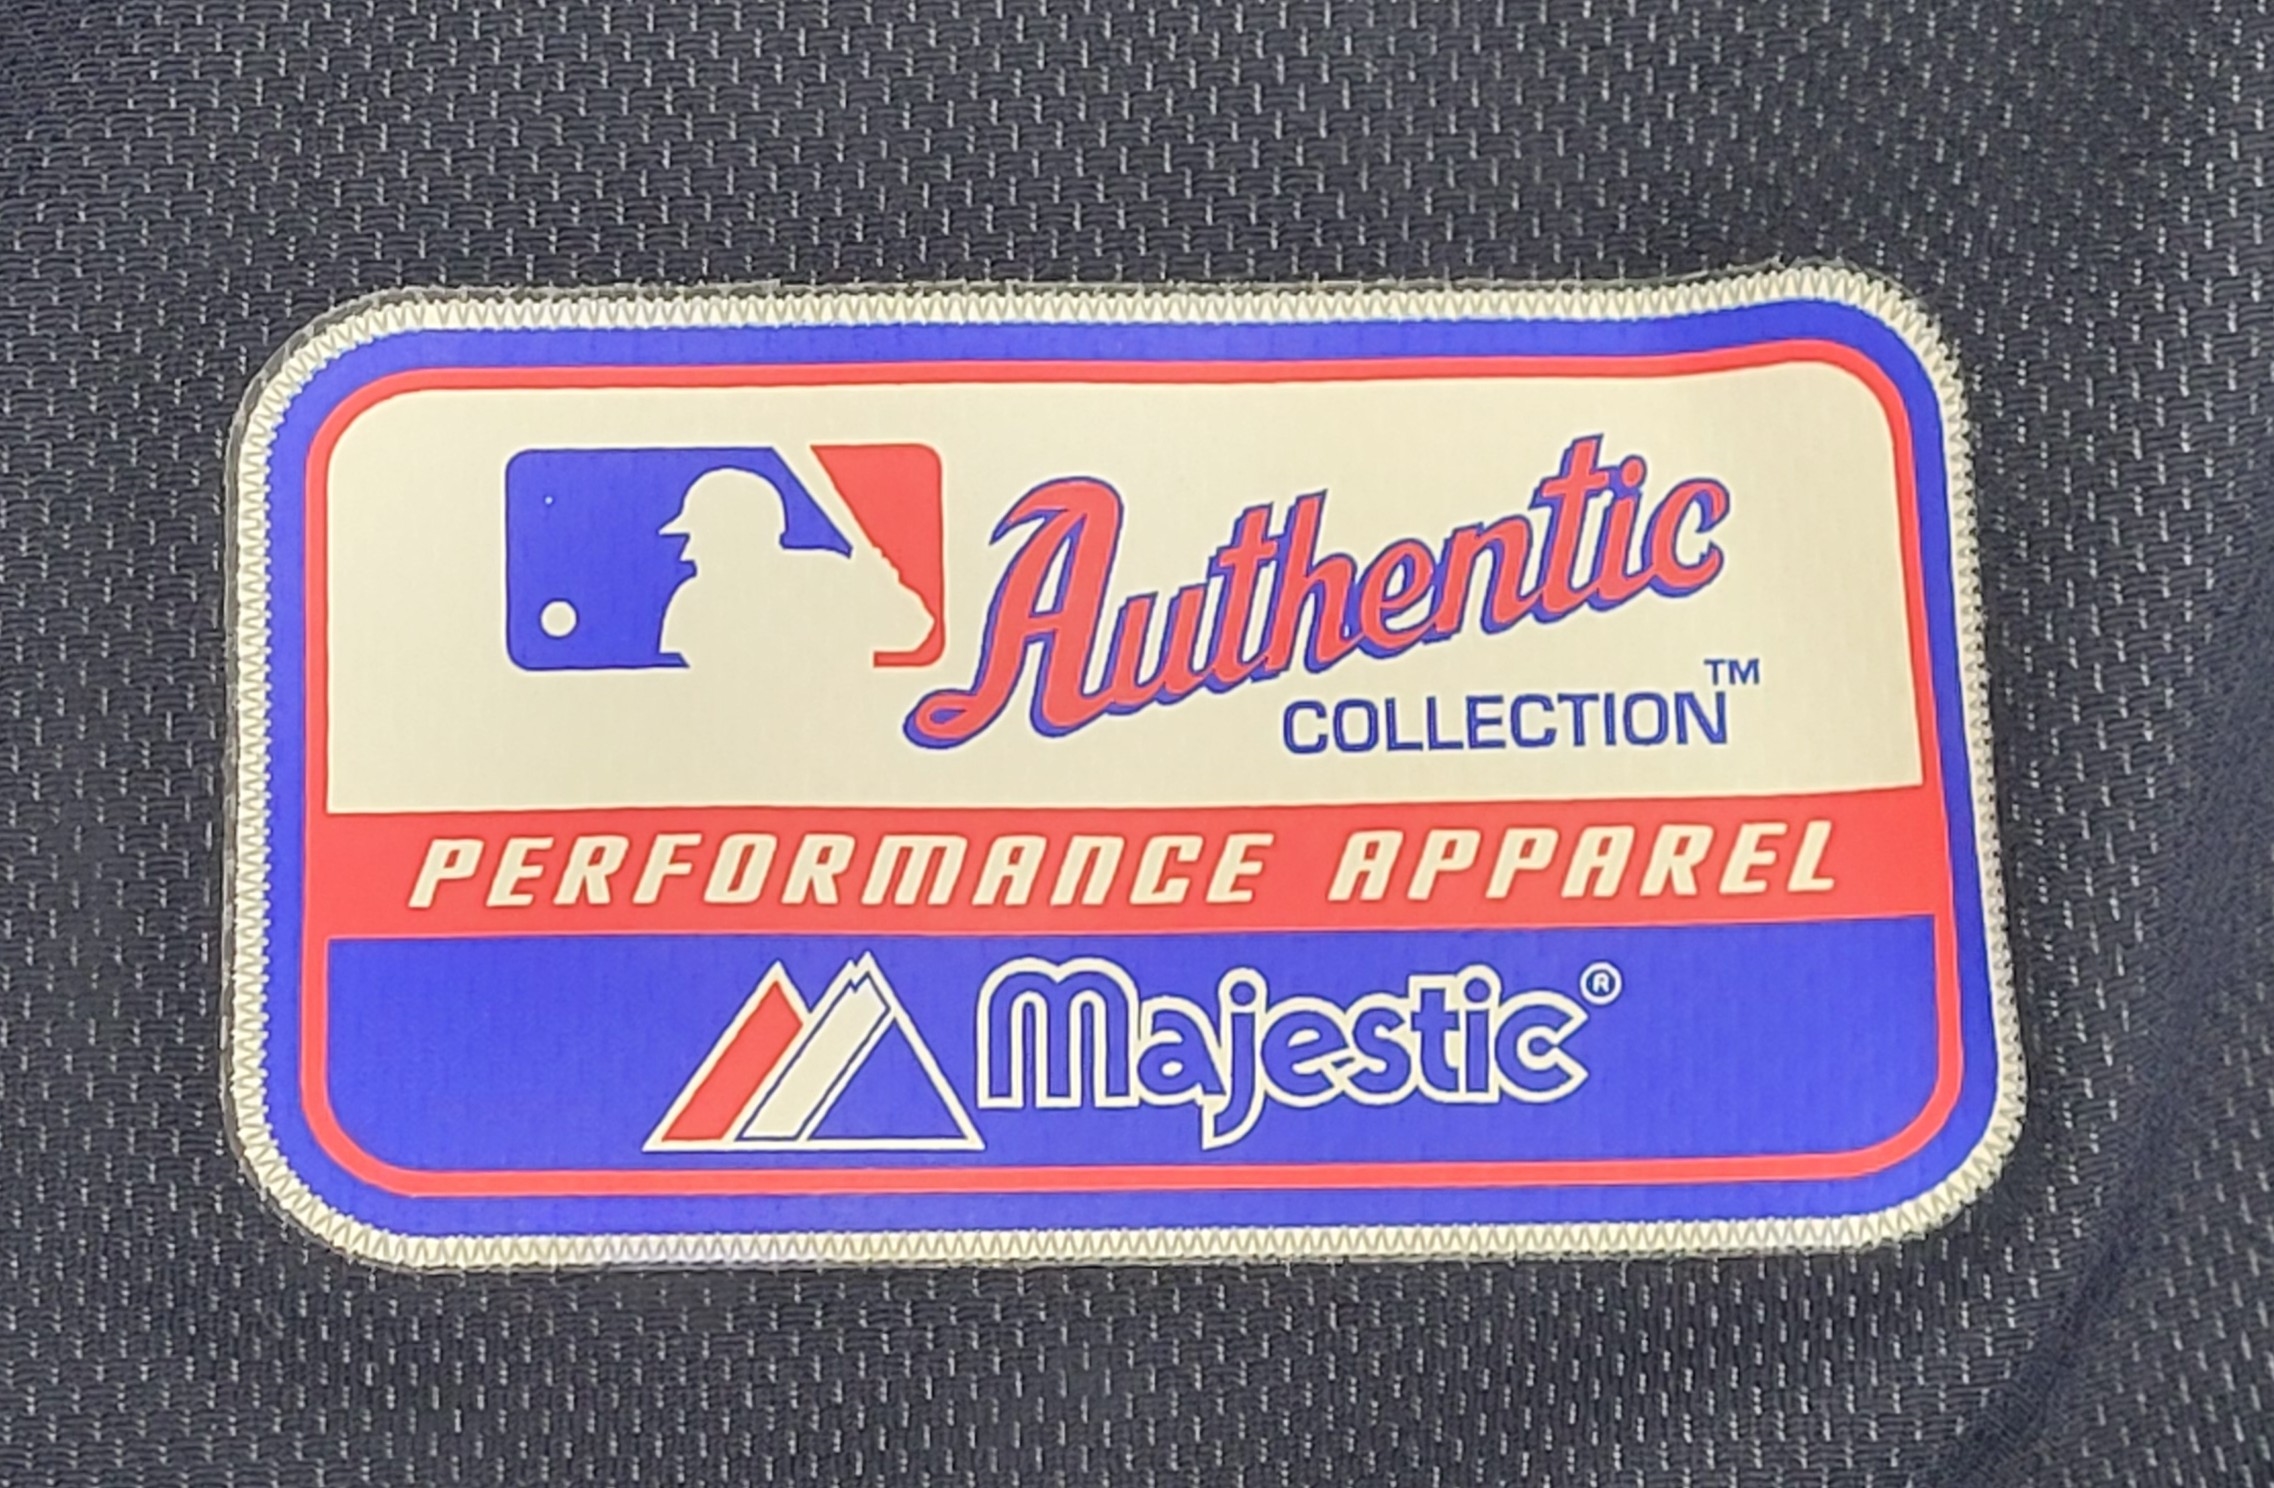 Authentic
COLLECTION™
PERFORMANCE APPAREL
Majestic®